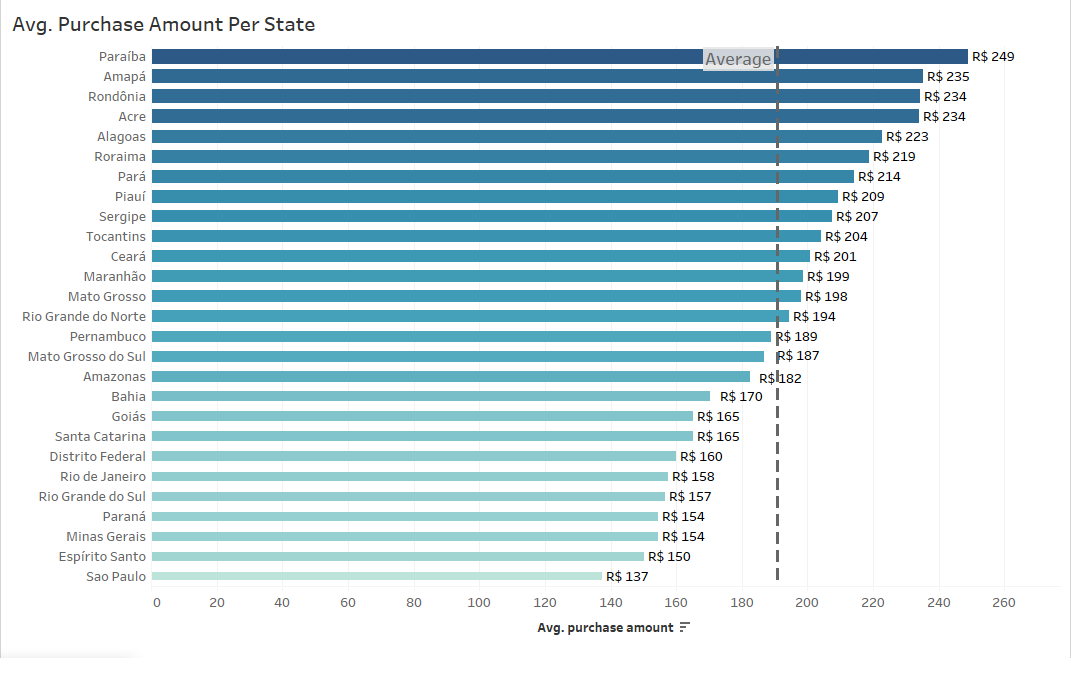 Avg. Purchase Amount Per State
Average
Paraíba R$ 249
Amapá R$ 235
Rondônia R$ 234
Acre R$ 234
Alagoas R$ 223
Roraima R$ 219
Pará R$ 214
Piauí R$ 209
Sergipe R$ 207
Tocantins R$ 204
Ceará R$ 201
Maranhão R$ 199
Mato Grosso R$ 198
Rio Grande do Norte R$ 194
Pernambuco R$ 189
Mato Grosso do Sul R$ 187
Amazonas R$ 182
Bahia R$ 170
Goiás R$ 165
Santa Catarina R$ 165
Distrito Federal R$ 160
Rio de Janeiro R$ 158
Rio Grande do Sul R$ 157
Paraná R$ 154
Minas Gerais R$ 154
Espírito Santo R$ 150
Sao Paulo R$ 137
0 20 40 60 80 100 120 140 160 180 200 220 240 260
Avg. purchase amount